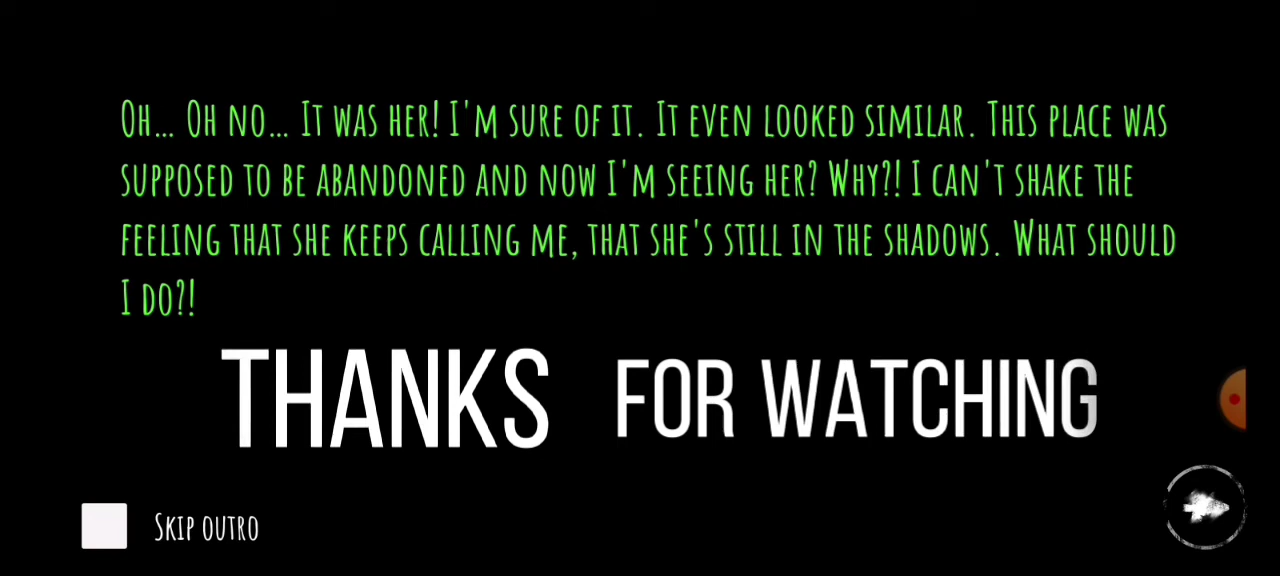 Oh... Oh no... It was her! I'm sure of it. It even looked similar. This place was
supposed to be abandoned and now I'm seeing her? Why?! I can't shake the
feeling that she keeps calling me, that she's still in the shadows. What should
I do?!
THANKS FOR WATCHING
Skip outro